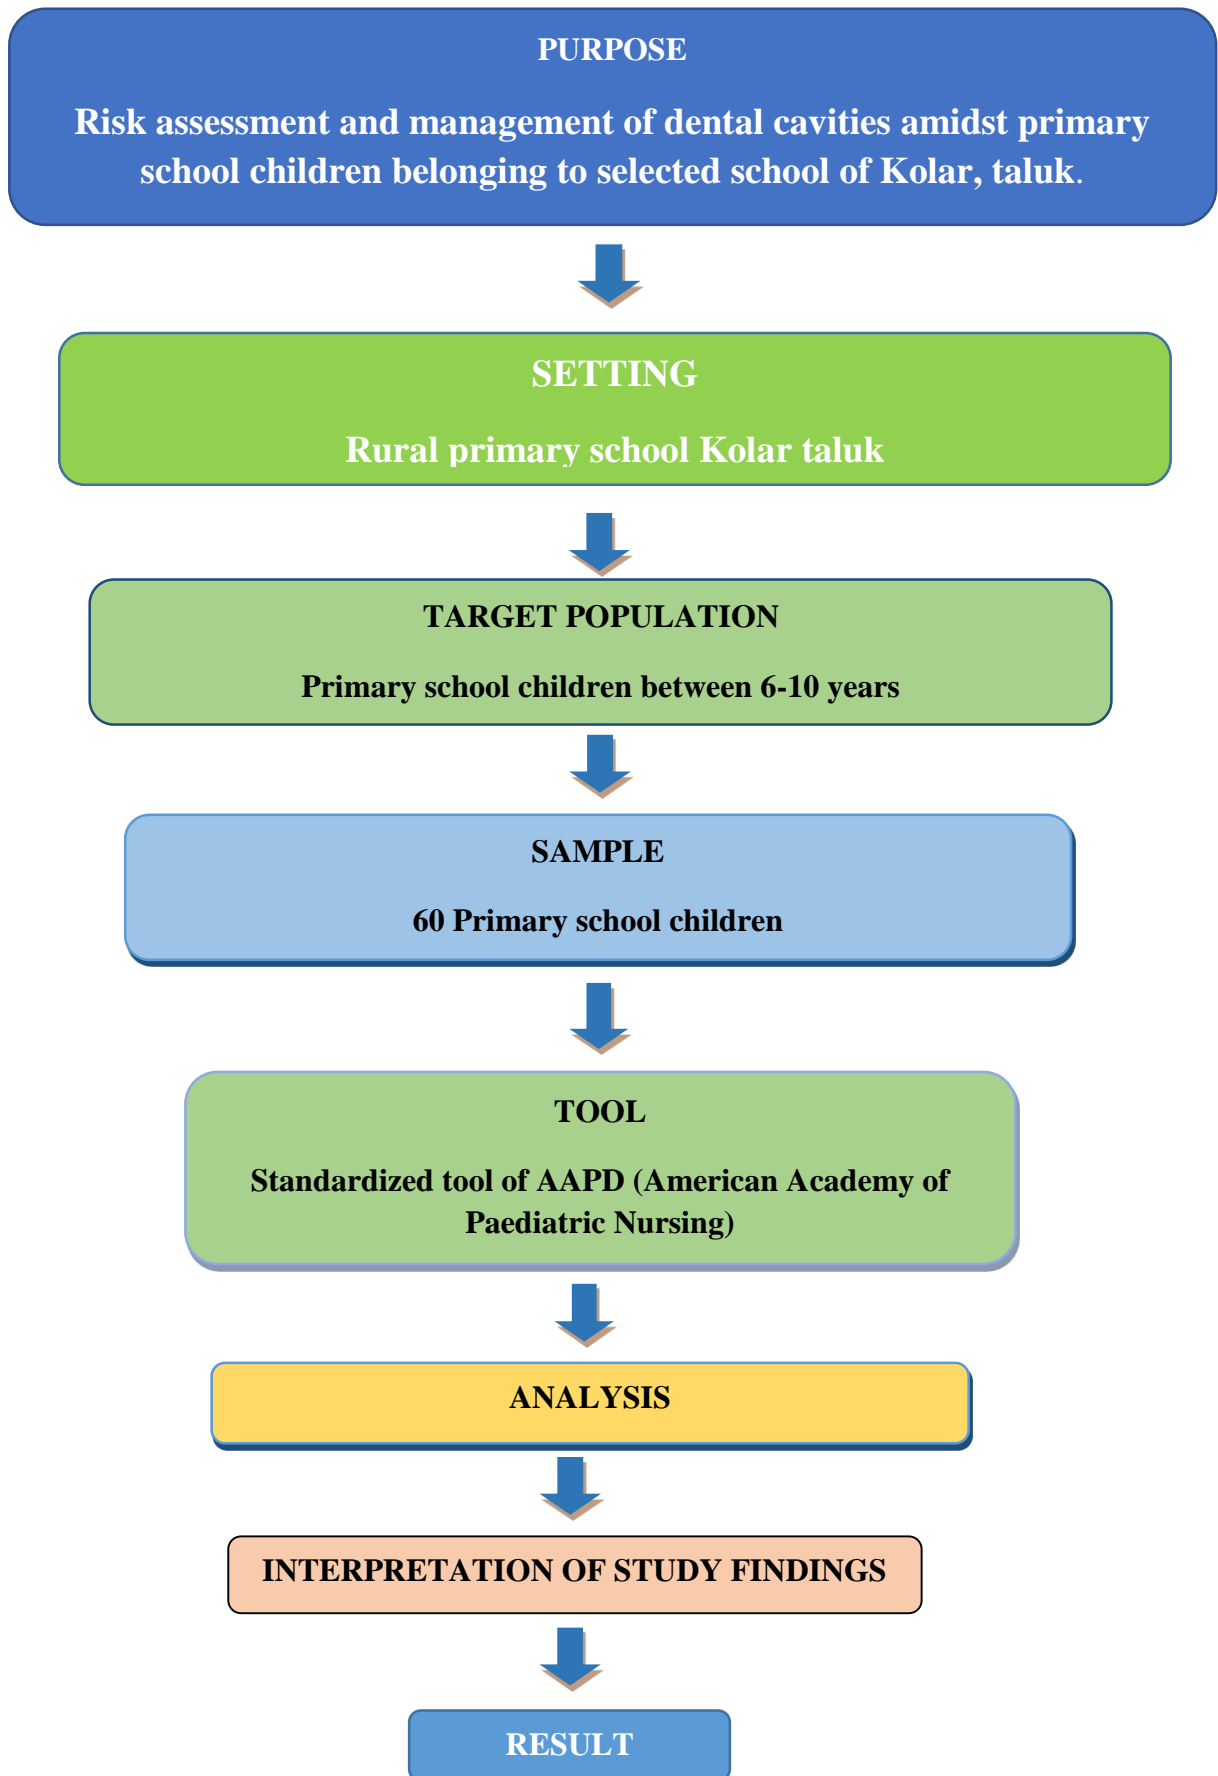 PURPOSE
Risk assessment and management of dental cavities amidst primary
school children belonging to selected school of Kolar, taluk.
SETTING
Rural primary school Kolar taluk
TARGET POPULATION
Primary school children between 6-10 years
SAMPLE
60 Primary school children
TOOL
Standardized tool of AAPD (American Academy of
Paediatric Nursing)
ANALYSIS
INTERPRETATION OF STUDY FINDINGS
RESULT